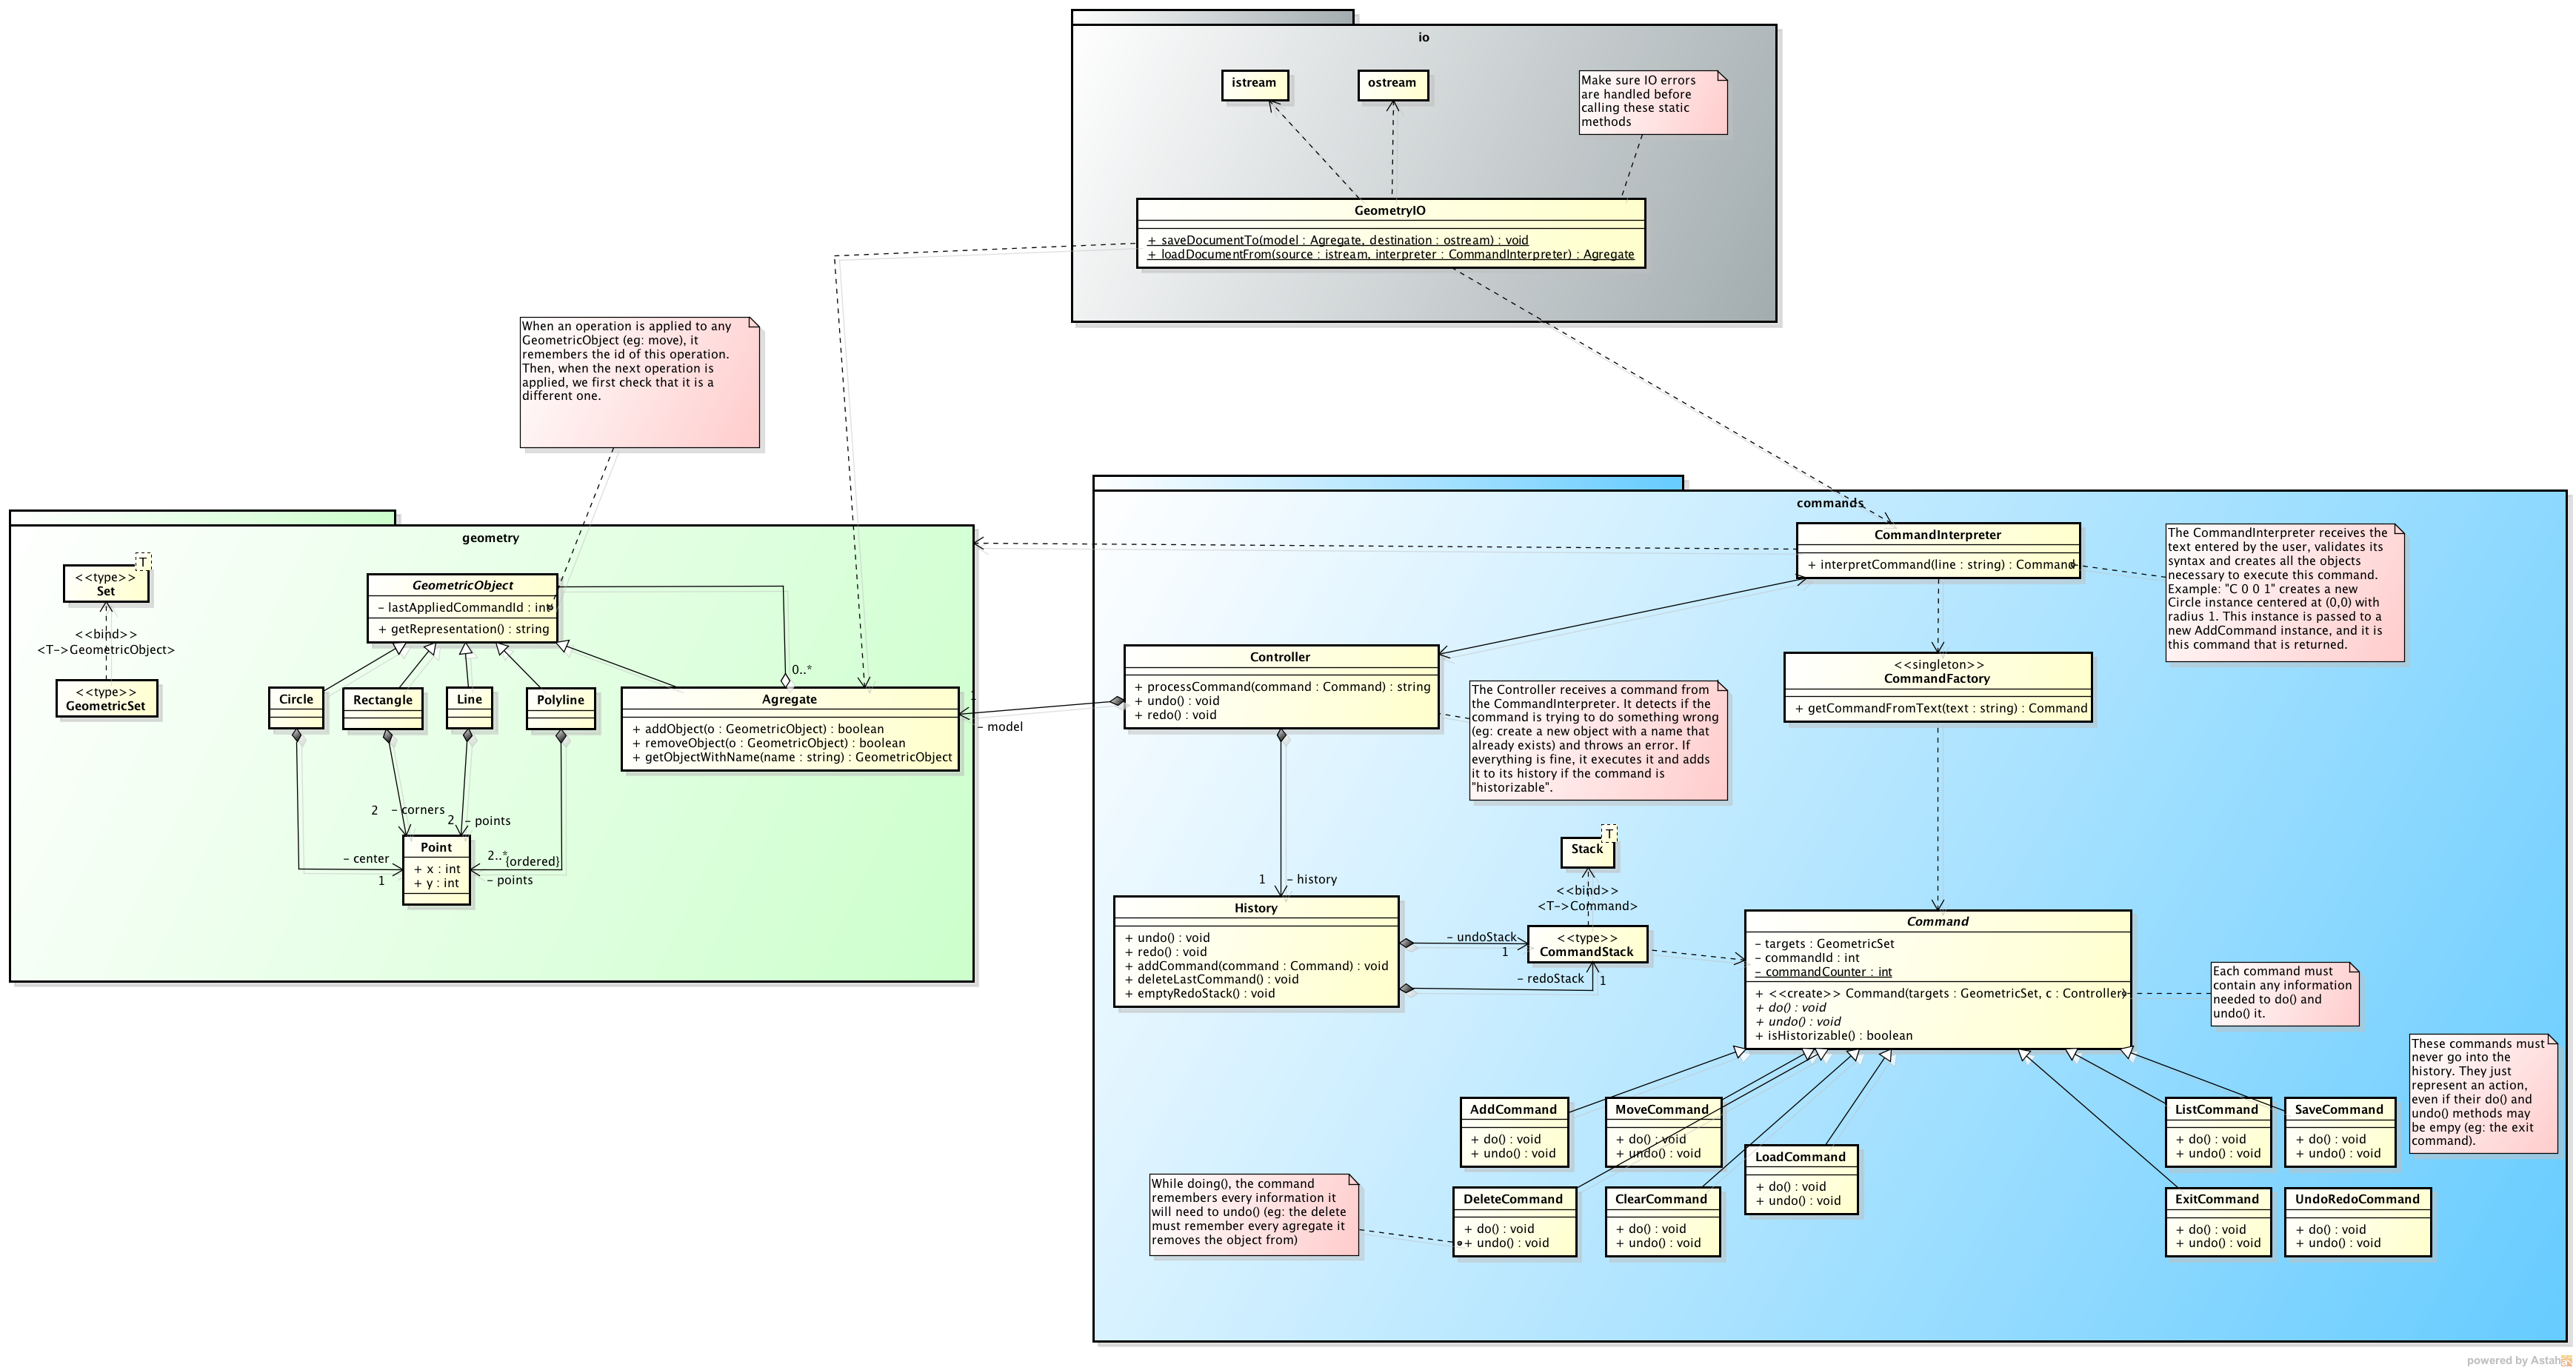 io
istream
ostream
Make sure IO errors
are handled before
calling these static
methods
GeometryIO
+ saveDocumentTo(model : Agregate, destination : ostream) : void
+ loadDocumentFrom(source : istream, interpreter : CommandInterpreter) : Agregate
When an operation is applied to any
GeometricObject (eg: move), it
remembers the id of this operation.
Then, when the next operation is
applied, we first check that it is a
different one.
geometry
T
<<type>>
Set
<<bind>>
<T->GeometricObject>
<<type>>
GeometricSet
GeometricObject
- lastAppliedCommandId : int
+ getRepresentation() : string
0..*
Circle
Rectangle
Line
Polyline
Agregate
+ addObject(o : GeometricObject) : boolean
+ removeObject(o : GeometricObject) : boolean
+ getObjectWithName(name : string) : GeometricObject
1
- model
2
- corners
2
- points
- center
1
2..*
{ordered}
- points
Point
+ x : int
+ y : int
commands
CommandInterpreter
+ interpretCommand(line : string) : Command
The CommandInterpreter receives the
text entered by the user, validates its
syntax and creates all the objects
necessary to execute this command.
Example: "C 0 0 1" creates a new
Circle instance centered at (0,0) with
radius 1. This instance is passed to a
new AddCommand instance, and it is
this command that is returned.
Controller
+ processCommand(command : Command) : string
+ undo() : void
+ redo() : void
The Controller receives a command from
the CommandInterpreter. It detects if the
command is trying to do something wrong
(eg: create a new object with a name that
already exists) and throws an error. If
everything is fine, it executes it and adds
it to its history if the command is
"historizable".
<<singleton>>
CommandFactory
+ getCommandFromText(text : string) : Command
1
- history
History
+ undo() : void
+ redo() : void
+ addCommand(command : Command) : void
+ deleteLastCommand() : void
+ emptyRedoStack() : void
T
Stack
<<bind>>
<T->Command>
- undoStack
1
<<type>>
CommandStack
- redoStack
1
Command
- targets : GeometricSet
- commandId : int
- commandCounter : int
+ <<create>> Command(targets : GeometricSet, c : Controller)
+ do() : void
+ undo() : void
+ isHistorizable() : boolean
Each command must
contain any information
needed to do() and
undo() it.
These commands must
never go into the
history. They just
represent an action,
even if their do() and
undo() methods may
be empy (eg: the exit
command).
AddCommand
+ do() : void
+ undo() : void
MoveCommand
+ do() : void
+ undo() : void
LoadCommand
+ do() : void
+ undo() : void
ListCommand
+ do() : void
+ undo() : void
SaveCommand
+ do() : void
+ undo() : void
While doing(), the command
remembers every information it
will need to undo() (eg: the delete
must remember every agregate it
removes the object from)
DeleteCommand
+ do() : void
+ undo() : void
ClearCommand
+ do() : void
+ undo() : void
ExitCommand
+ do() : void
+ undo() : void
UndoRedoCommand
+ do() : void
+ undo() : void
powered by Astah